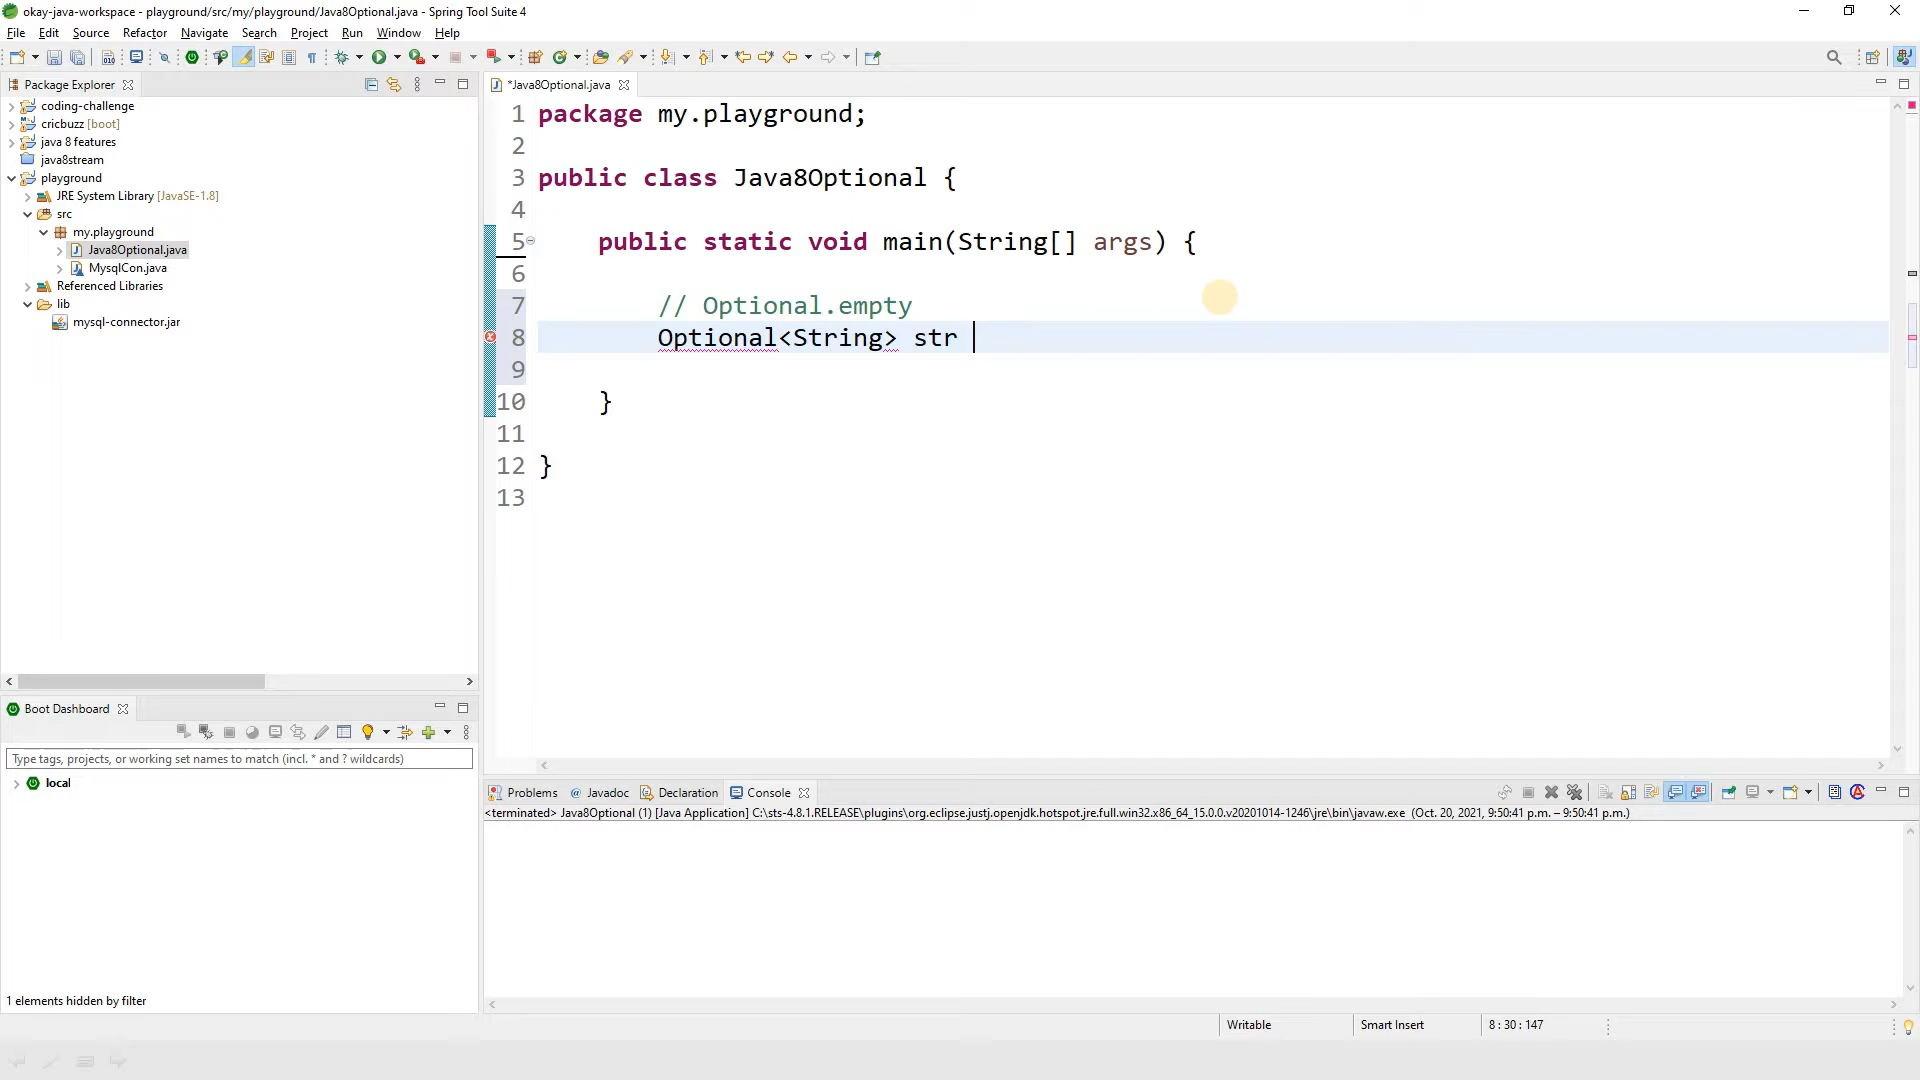 okay-java-workspace - playground/src/my/playground/Java8Optional.java - Spring Tool Suite 4
File Edit Source Refactor Navigate Search Project Run Window Help
Package Explorer
coding-challenge
cricbuzz [boot]
java 8 features
java8stream
playground
JRE System Library [JavaSE-1.8]
src
my.playground
Java8Optional.java
MysqlCon.java
Referenced Libraries
lib
mysql-connector.jar
*Java8Optional.java
1 package my.playground;
2
3 public class Java8Optional {
4
5 public static void main(String[] args) {
6
7 // Optional.empty
8 Optional<String> str
9
10 }
11
12 }
13
Boot Dashboard
Type tags, projects, or working set names to match (incl. * and ? wildcards)
local
1 elements hidden by filter
Problems @ Javadoc Declaration Console
<terminated> Java8Optional (1) [Java Application] C:\sts-4.8.1.RELEASE\plugins\org.eclipse.justj.openjdk.hotspot.jre.full.win32.x86_64_15.0.0.v20201014-1246\jre\bin\javaw.exe (Oct. 20, 2021, 9:50:41 p.m. – 9:50:41 p.m.)
Writable Smart Insert 8 : 30 : 147